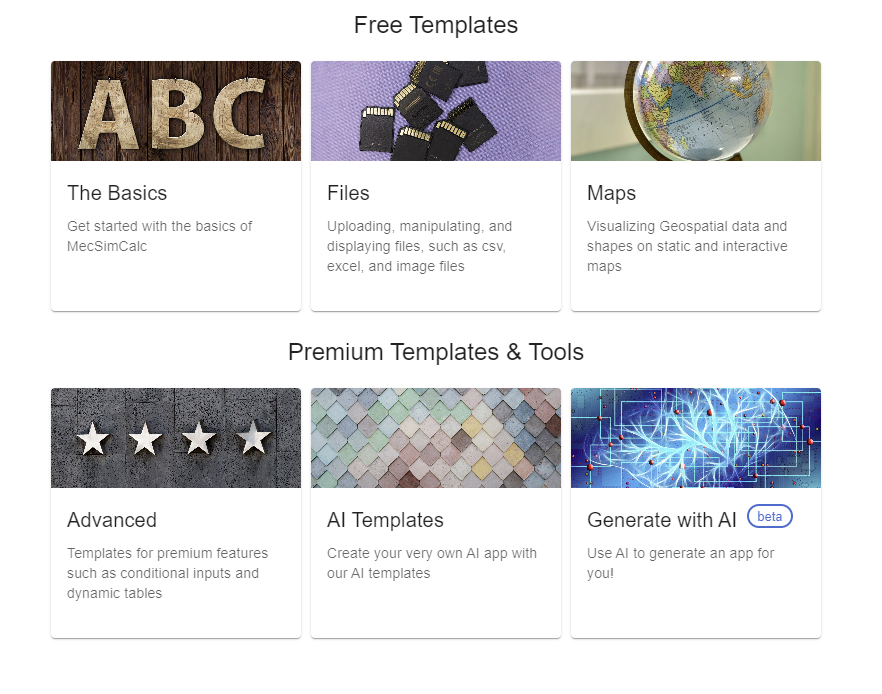 Free Templates
ABC
The Basics
Get started with the basics of
MecSimCalc
Files
Uploading, manipulating, and
displaying files, such as csv,
excel, and image files
Maps
Visualizing Geospatial data and
shapes on static and interactive
maps
Premium Templates & Tools
Advanced
Templates for premium features
such as conditional inputs and
dynamic tables
AI Templates
Create your very own AI app with
our AI templates
Generate with AI beta
Use AI to generate an app for
you!